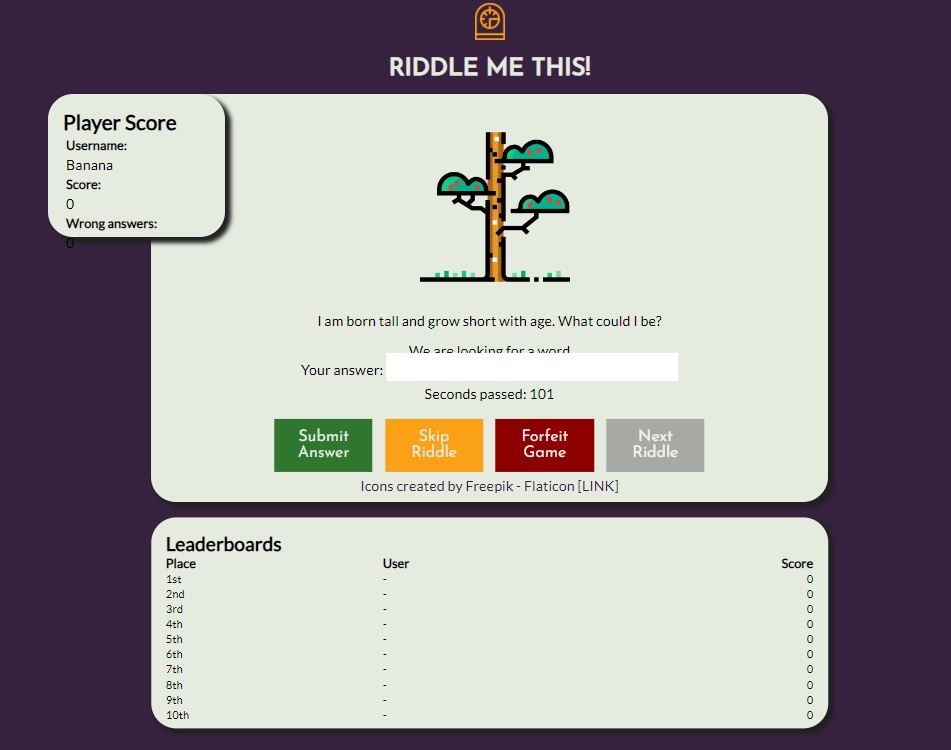 RIDDLE ME THIS!
Player Score
Username:
Banana
Score:
0
Wrong answers:
0
I am born tall and grow short with age. What could I be?
We are looking for a word
Your answer:
Seconds passed: 101
Submit Answer
Skip Riddle
Forfeit Game
Next Riddle
Icons created by Freepik - Flaticon [LINK]
Leaderboards
Place User Score
1st - 0
2nd - 0
3rd - 0
4th - 0
5th - 0
6th - 0
7th - 0
8th - 0
9th - 0
10th - 0